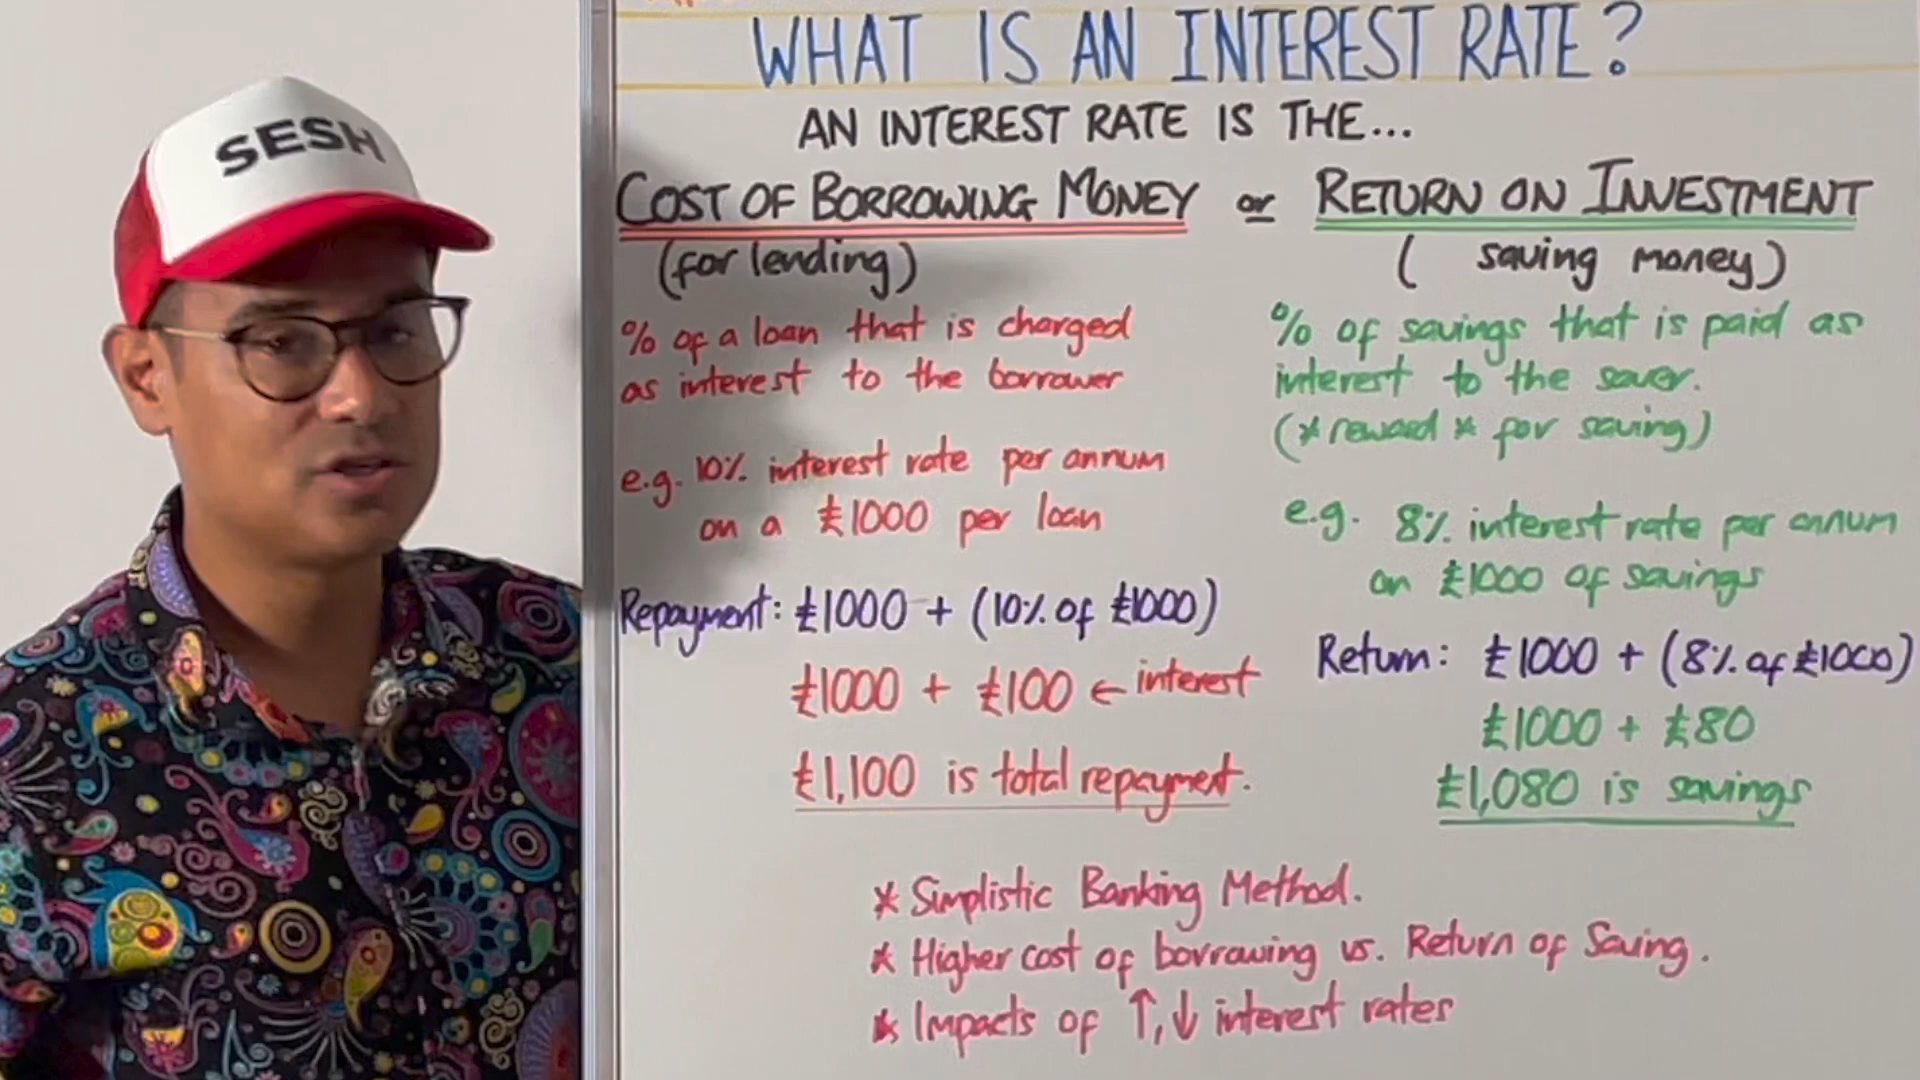 SESH
WHAT IS AN INTEREST RATE?
AN INTEREST RATE IS THE...
COST OF BORROWING MONEY or RETURN ON INVESTMENT
(for lending)
% of a loan that is charged
as interest to the borrower
e.g. 10% interest rate per annum
on a £1000 per loan
Repayment: £1000 + (10% of £1000)
£1000 + £100 ← interest
£1,100 is total repayment.
( saving money)
% of savings that is paid as
interest to the saver.
(* reward * for saving)
e.g. 8% interest rate per annum
on £1000 of savings
Return: £1000 + (8% of £1000)
£1000 + £80
£1,080 is savings
* Simplistic Banking Method.
* Higher cost of borrowing vs. Return of Saving.
* Impacts of ↑,↓ interest rates